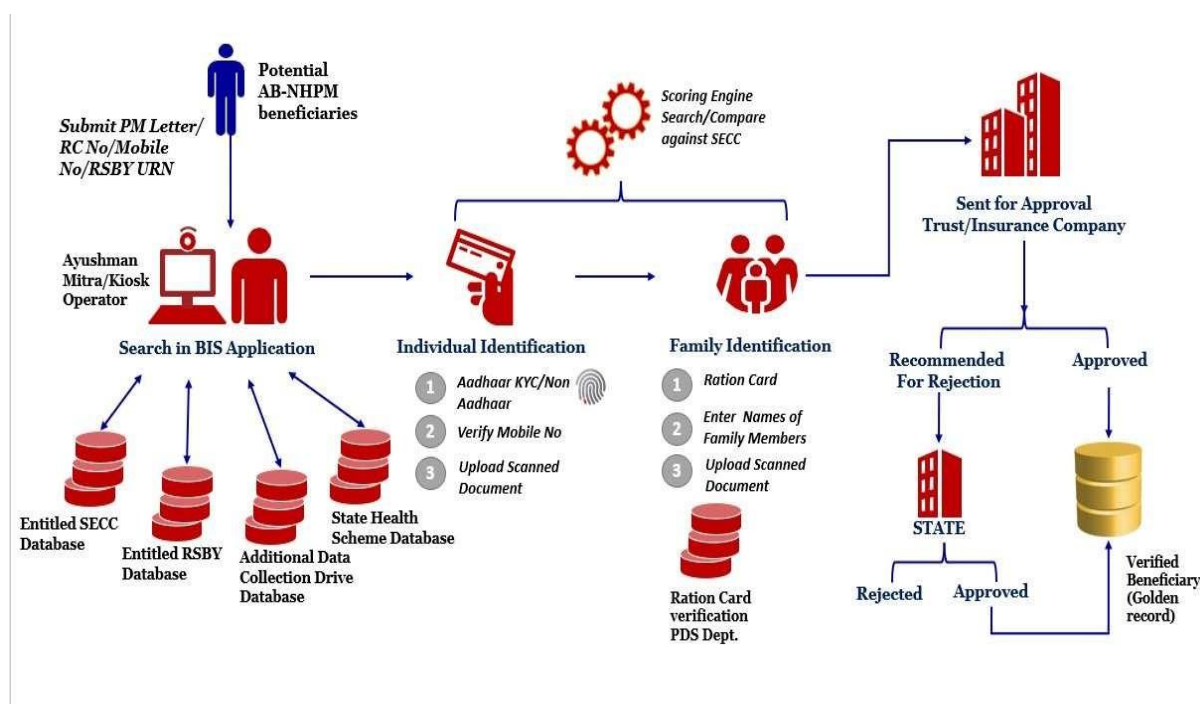 Potential
AB-NHPM
beneficiaries
Submit PM Letter/
RC No/Mobile
No/RSBY URN
Ayushman
Mitra/Kiosk
Operator
Search in BIS Application
Entitled SECC
Database
Entitled RSBY
Database
Additional Data
Collection Drive
Database
State Health
Scheme Database
Scoring Engine
Search/Compare
against SECC
Individual Identification
1 Aadhaar KYC/Non
Aadhaar
2 Verify Mobile No
3 Upload Scanned
Document
Family Identification
1 Ration Card
2 Enter Names of
Family Members
3 Upload Scanned
Document
Ration Card
verification
PDS Dept.
Sent for Approval
Trust/Insurance Company
Recommended
For Rejection
Approved
STATE
Rejected
Approved
Verified
Beneficiary
(Golden
record)